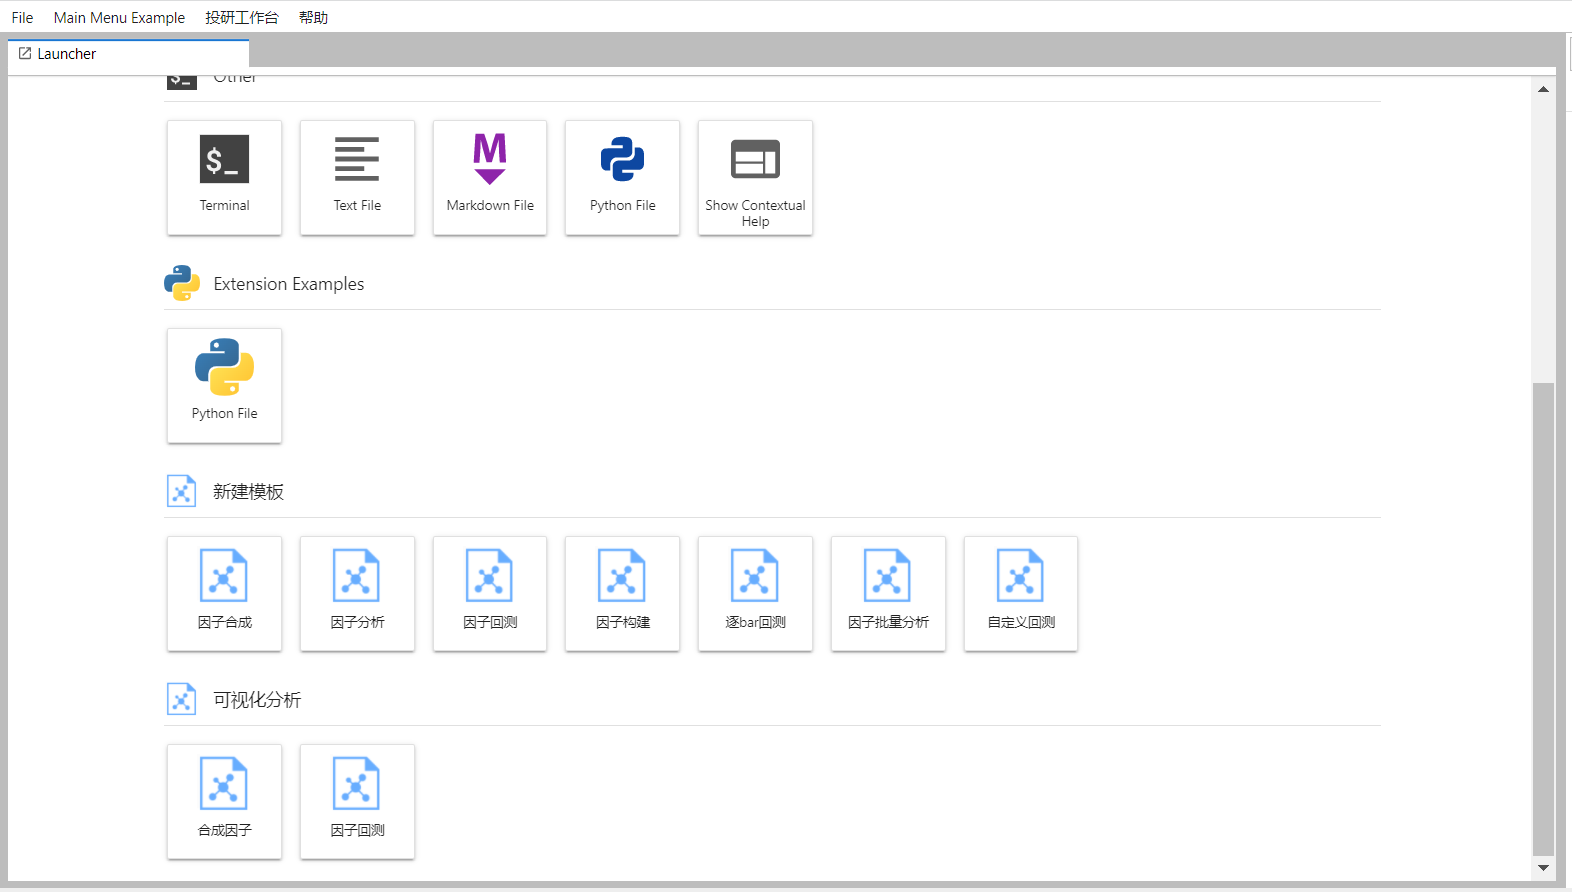 File Main Menu Example 投研工作台 帮助
Launcher
$_ Other
$_
Terminal Text File Markdown File Python File Show Contextual
Help
Extension Examples
Python File
新建模板
因子合成 因子分析 因子回测 因子构建 逐bar回测 因子批量分析 自定义回测
可视化分析
合成因子 因子回测